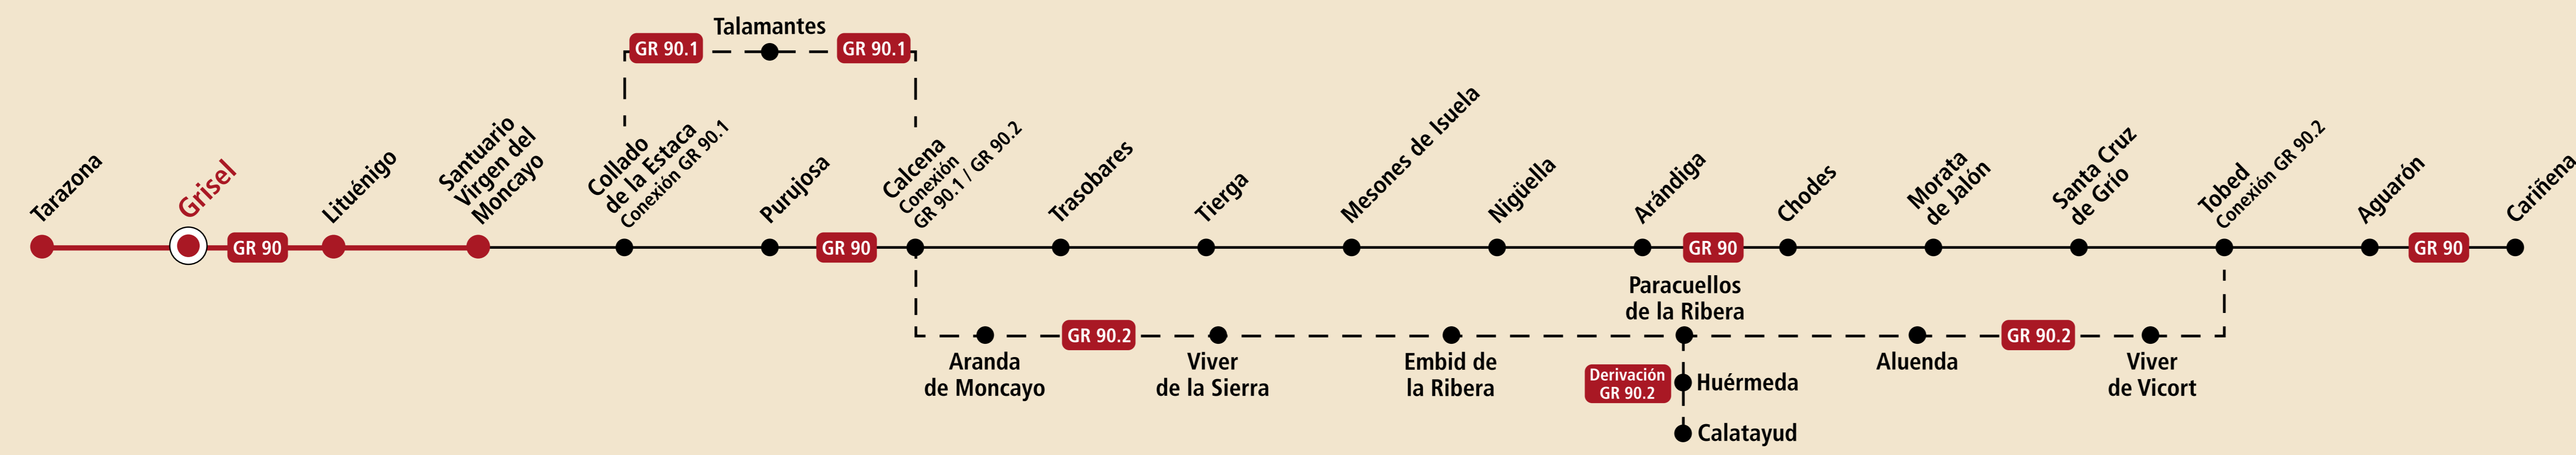 Talamantes
GR 90.1
GR 90.1
Tarazona
Grisel
Lituénigo
Santuario
Virgen del
Moncayo
Collado
de la Estaca
Conexión GR 90.1
Purujosa
Calcena
Conexión
GR 90.1 / GR 90.2
Trasobares
Tierga
Mesones de Isuela
Nigüella
Arándiga
Chodes
Morata
de Jalón
Santa Cruz
de Grío
Tobed
Conexión GR 90.2
Aguarón
Cariñena
GR 90
GR 90
GR 90
GR 90
Paracuellos
de la Ribera
GR 90.2
GR 90.2
Aranda
de Moncayo
Viver
de la Sierra
Embid de
la Ribera
Aluenda
Viver
de Vicort
Derivación
GR 90.2
Huérmeda
Calatayud